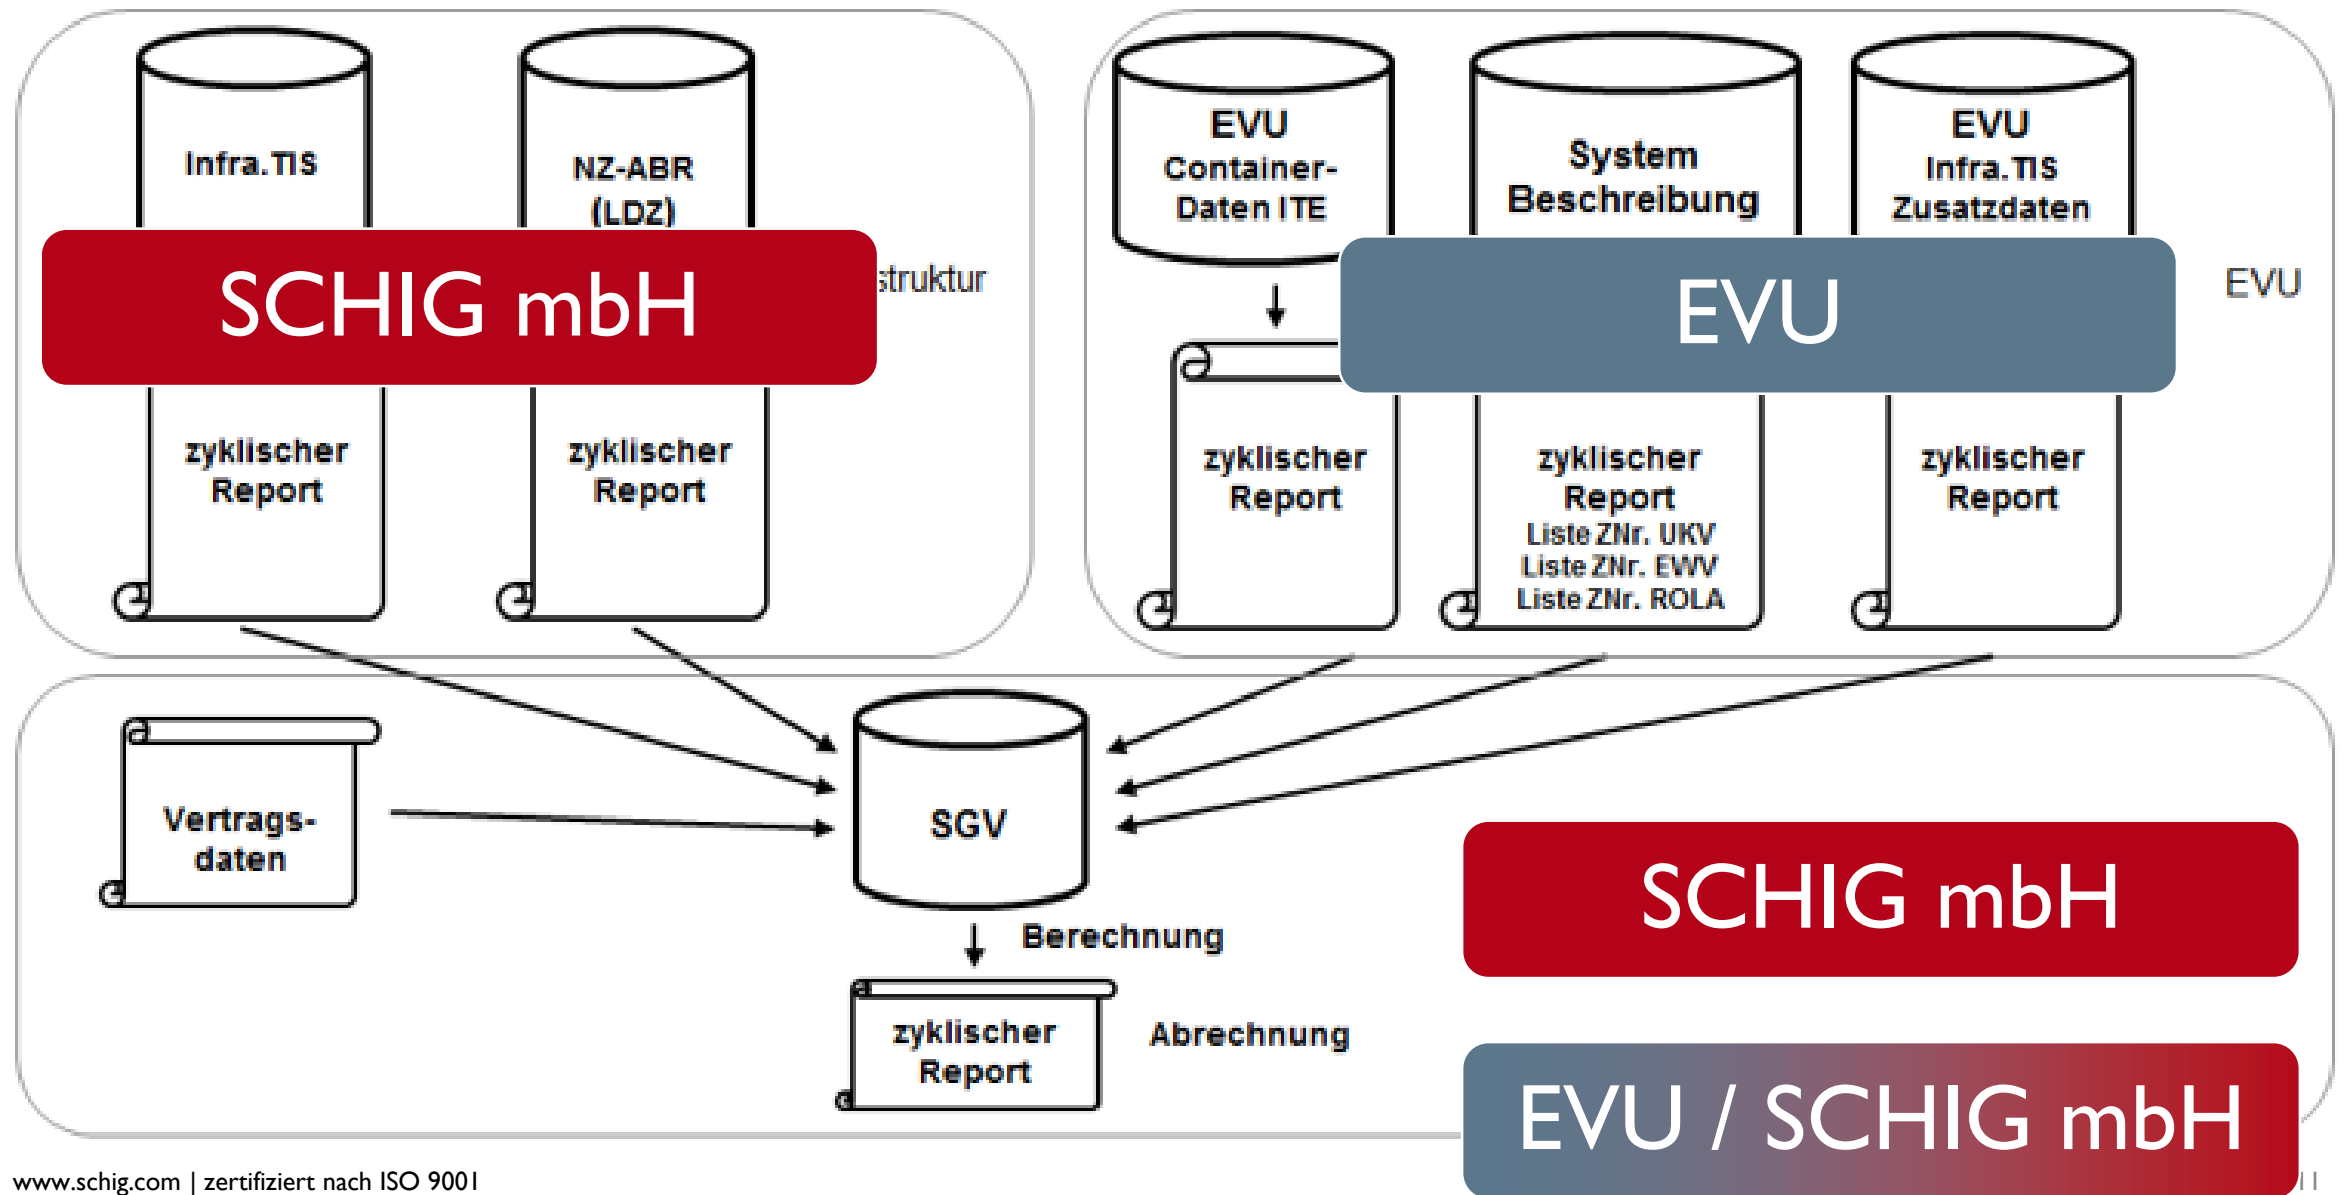 Infra.TIS
NZ-ABR
(LDZ)
SCHIG mbH
struktur
zyklischer
Report
zyklischer
Report
EVU
Container-
Daten ITE
System
Beschreibung
EVU
Infra.TIS
Zusatzdaten
EVU
EVU
zyklischer
Report
zyklischer
Report
Liste ZNr. UKV
Liste ZNr. EWV
Liste ZNr. ROLA
zyklischer
Report
Vertrags-
daten
SGV
Berechnung
zyklischer
Report
Abrechnung
SCHIG mbH
EVU / SCHIG mbH
www.schig.com | zertifiziert nach ISO 9001
11